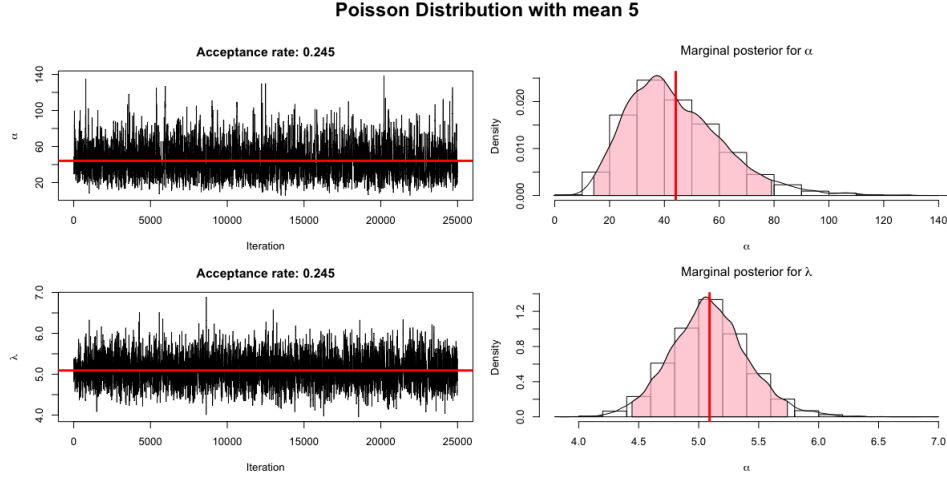 Poisson Distribution with mean 5
Acceptance rate: 0.245
α
140
100
60
20
0 5000 10000 15000 20000 25000
Iteration
Marginal posterior for α
Density
0.020
0.010
0.000
0 20 40 60 80 100 120 140
α
Acceptance rate: 0.245
λ
7.0
6.0
5.0
4.0
0 5000 10000 15000 20000 25000
Iteration
Marginal posterior for λ
Density
1.2
0.8
0.4
0.0
4.0 4.5 5.0 5.5 6.0 6.5 7.0
α